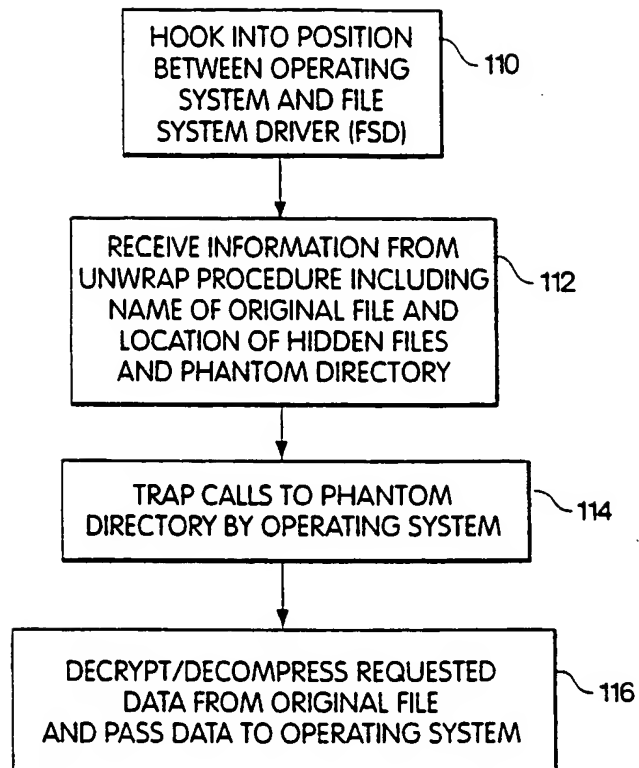 HOOK INTO POSITION
BETWEEN OPERATING
SYSTEM AND FILE
SYSTEM DRIVER (FSD)
110
RECEIVE INFORMATION FROM
UNWRAP PROCEDURE INCLUDING
NAME OF ORIGINAL FILE AND
LOCATION OF HIDDEN FILES
AND PHANTOM DIRECTORY
112
TRAP CALLS TO PHANTOM
DIRECTORY BY OPERATING SYSTEM
114
DECRYPT/DECOMPRESS REQUESTED
DATA FROM ORIGINAL FILE
AND PASS DATA TO OPERATING SYSTEM
116